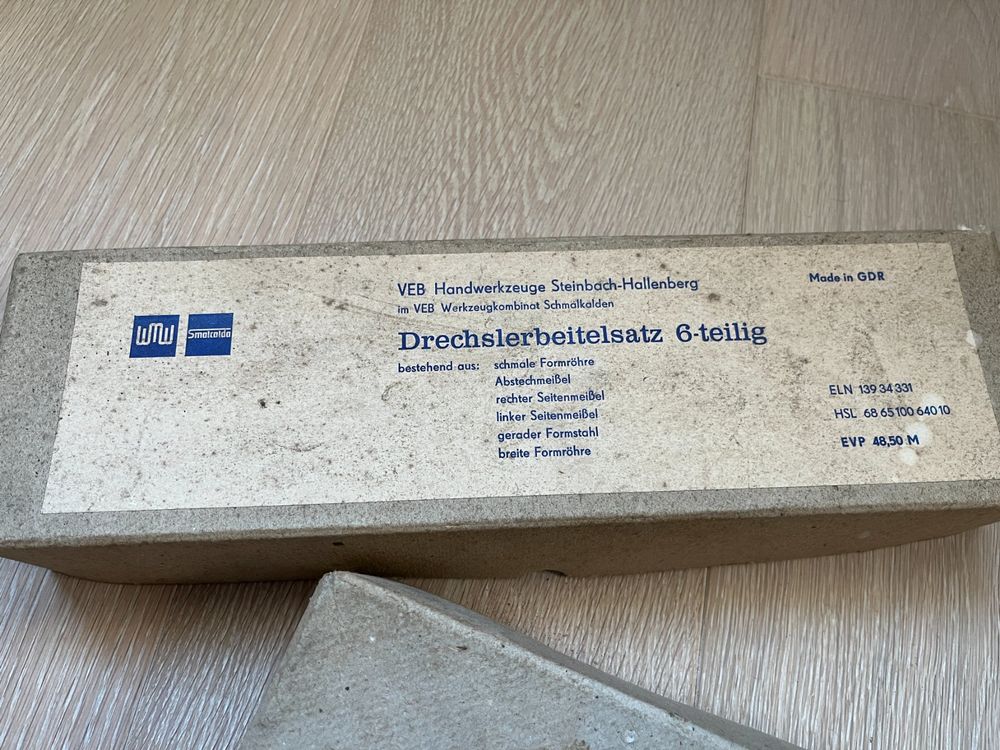 VEB Handwerkzeuge Steinbach-Hallenberg
im VEB Werkzeugkombinat Schmalkalden
Made in GDR
WMW
Smalcalda
Drechslerbeitelsatz 6-teilig
bestehend aus: schmale Formröhre
Abstechmeißel
rechter Seitenmeißel
linker Seitenmeißel
gerader Formstahl
breite Formröhre
ELN 139 34 331
HSL 68 65 100 640 10
EVP 48,50 M